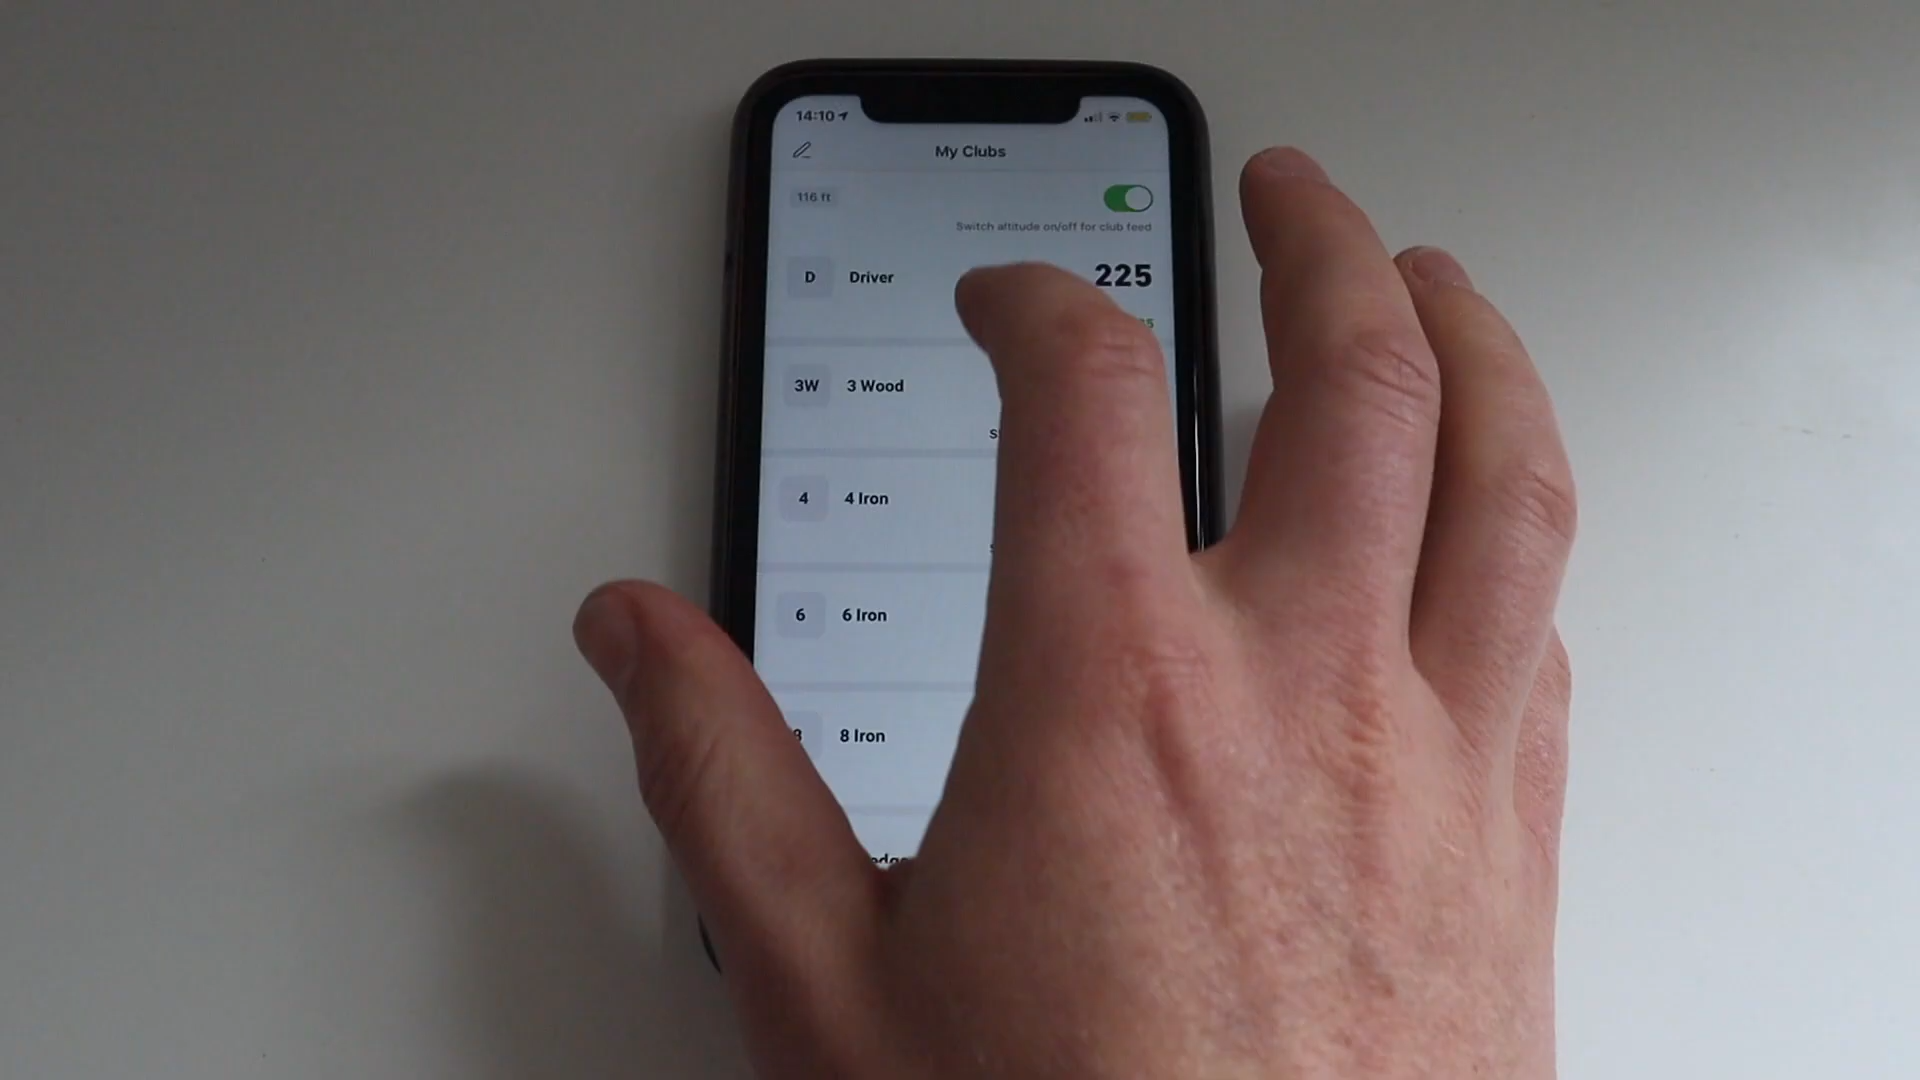 14:10
My Clubs
116 ft
Switch altitude on/off for club feed
D Driver 225
3W 3 Wood
4 4 Iron
6 6 Iron
8 Iron